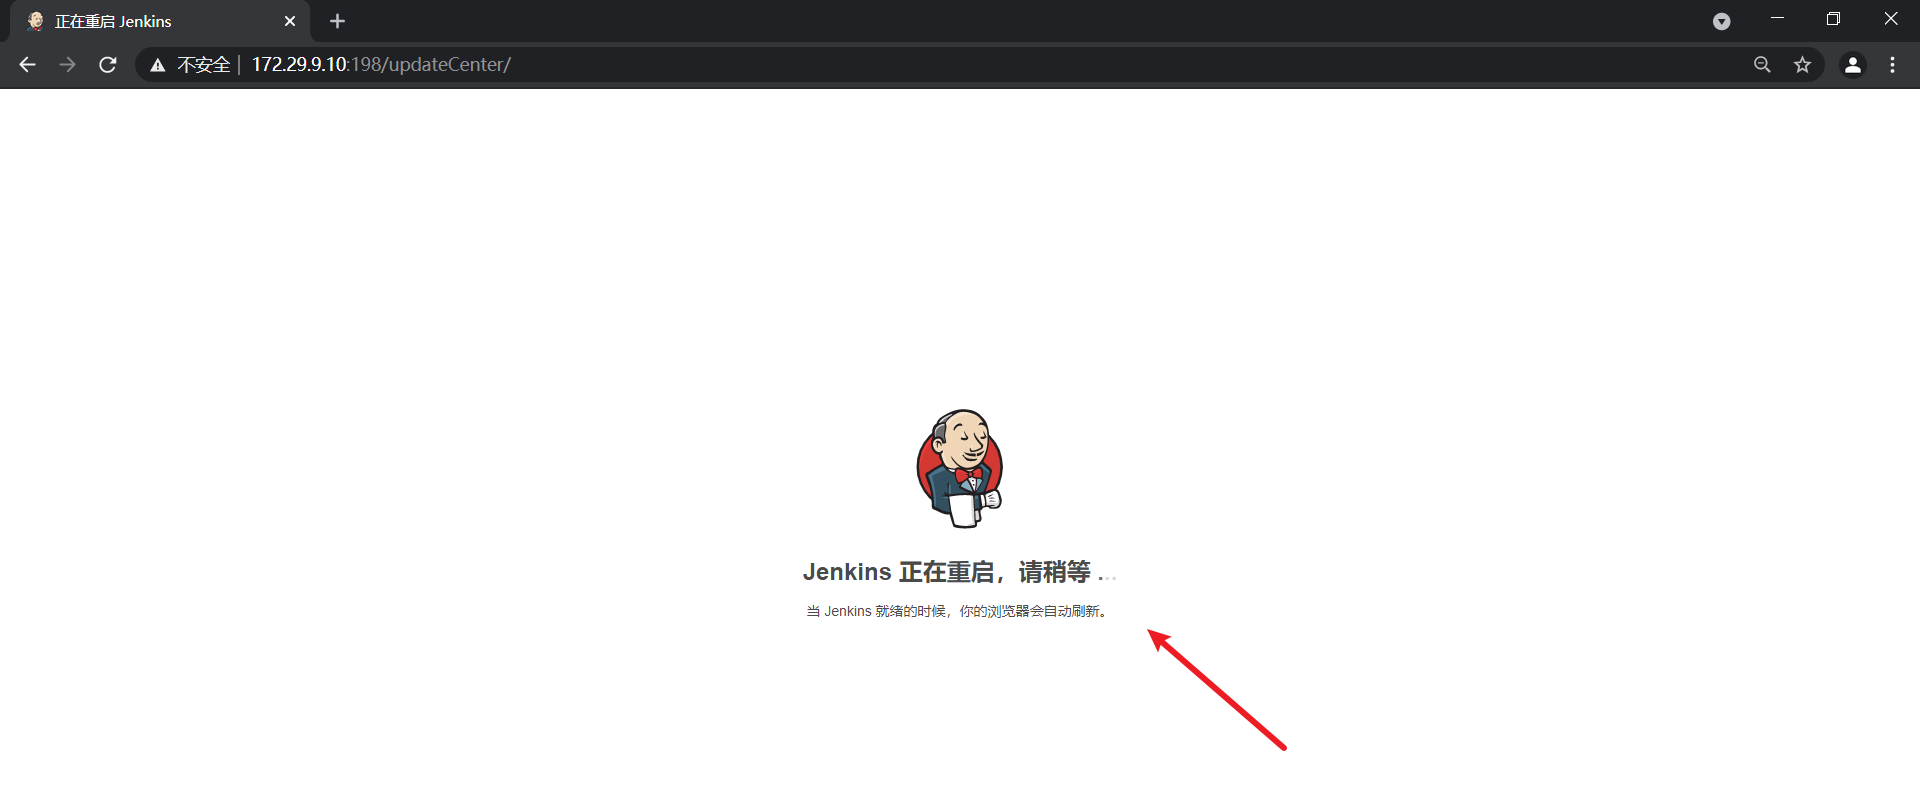 正在重启 Jenkins
不安全 | 172.29.9.10:198/updateCenter/
Jenkins 正在重启，请稍等 ...
当 Jenkins 就绪的时候，你的浏览器会自动刷新。